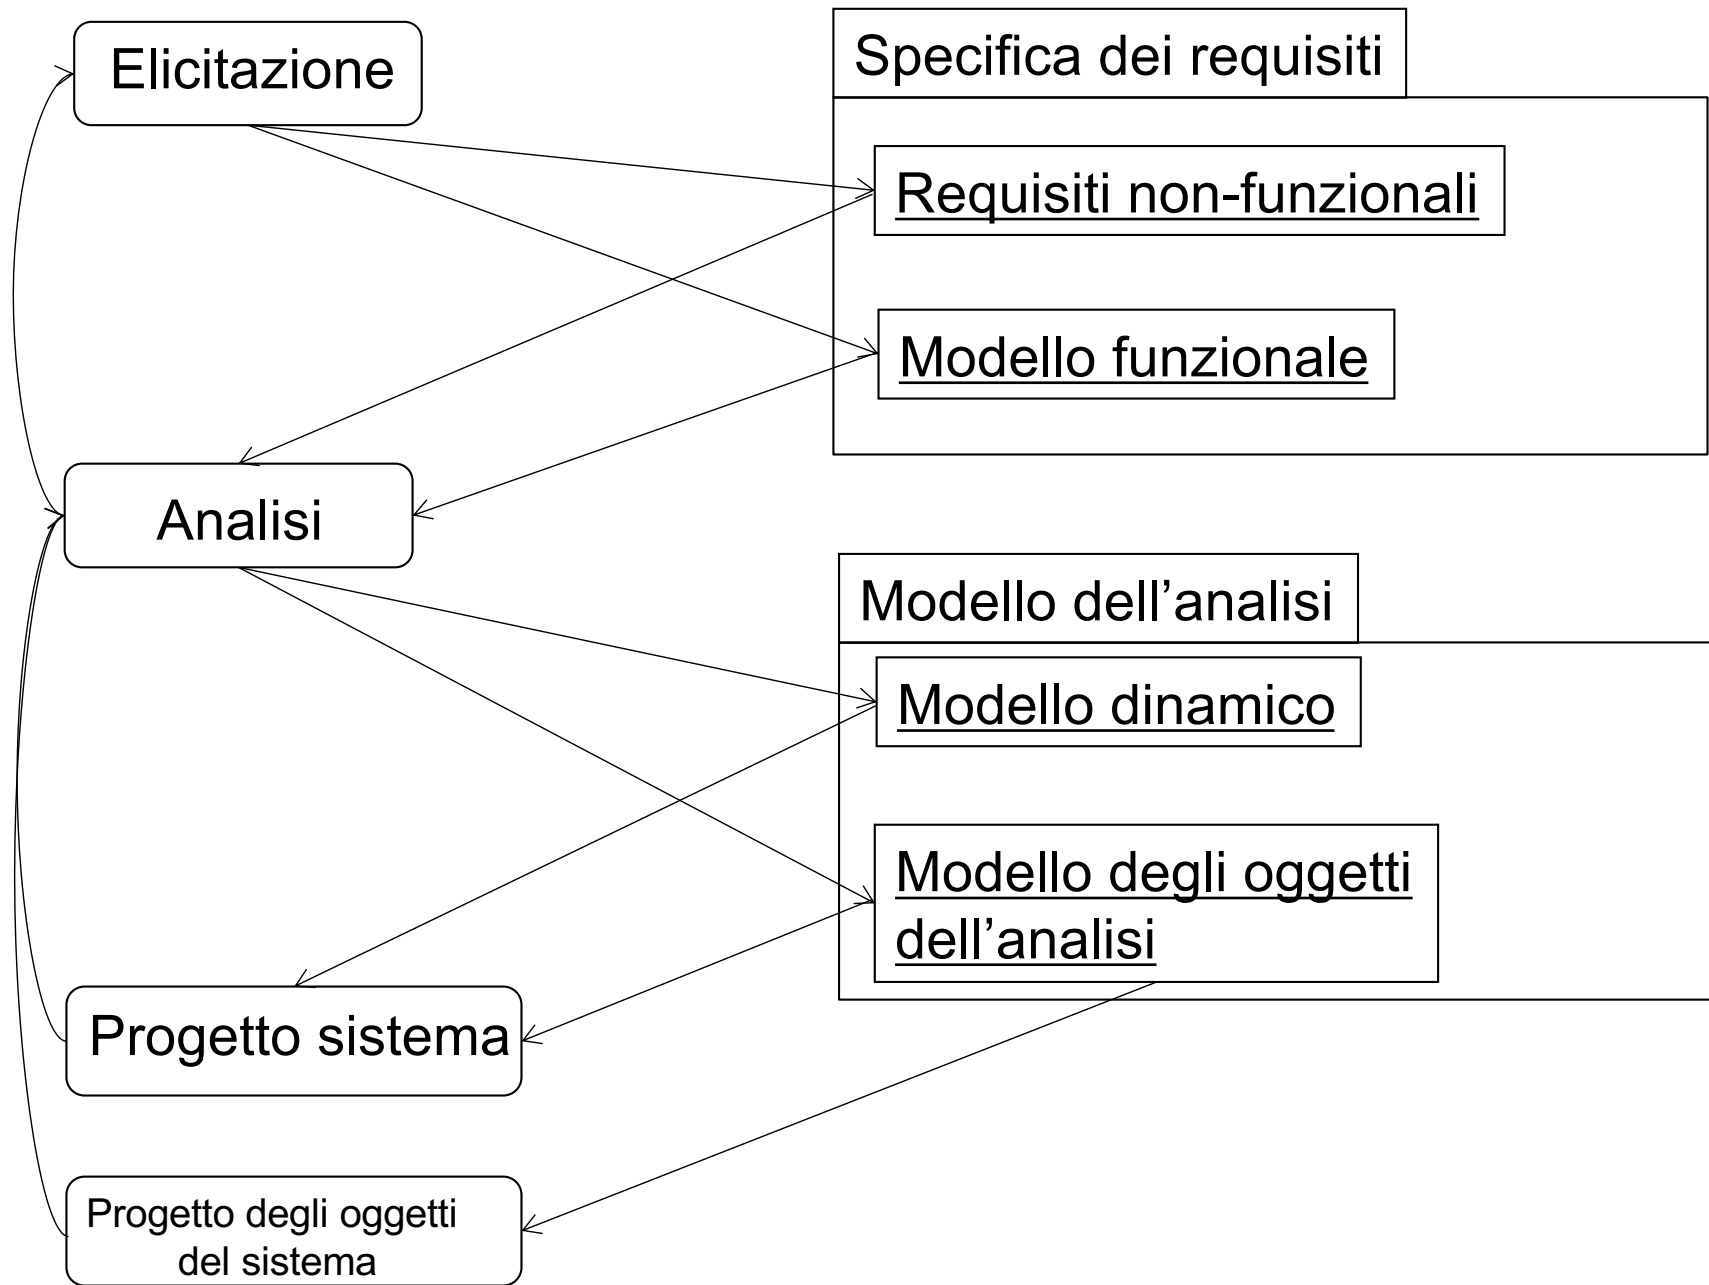 Elicitazione
Specifica dei requisiti
Requisiti non-funzionali
Modello funzionale
Analisi
Modello dell’analisi
Modello dinamico
Modello degli oggetti
dell’analisi
Progetto sistema
Progetto degli oggetti
del sistema